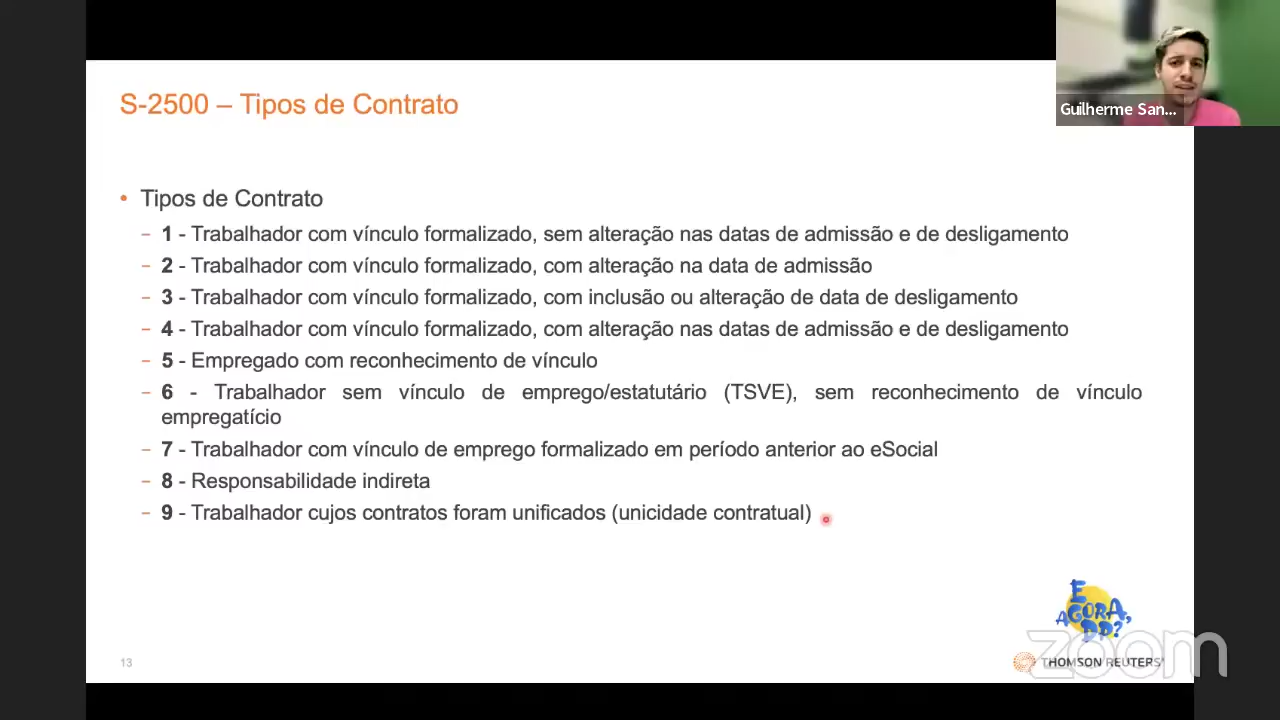 S-2500 – Tipos de Contrato
Guilherme San...
• Tipos de Contrato
– 1 - Trabalhador com vínculo formalizado, sem alteração nas datas de admissão e de desligamento
– 2 - Trabalhador com vínculo formalizado, com alteração na data de admissão
– 3 - Trabalhador com vínculo formalizado, com inclusão ou alteração de data de desligamento
– 4 - Trabalhador com vínculo formalizado, com alteração nas datas de admissão e de desligamento
– 5 - Empregado com reconhecimento de vínculo
– 6 - Trabalhador sem vínculo de emprego/estatutário (TSVE), sem reconhecimento de vínculo
empregatício
– 7 - Trabalhador com vínculo de emprego formalizado em período anterior ao eSocial
– 8 - Responsabilidade indireta
– 9 - Trabalhador cujos contratos foram unificados (unicidade contratual)
E
AGORA,
DP?
zoom
13
THOMSON REUTERS